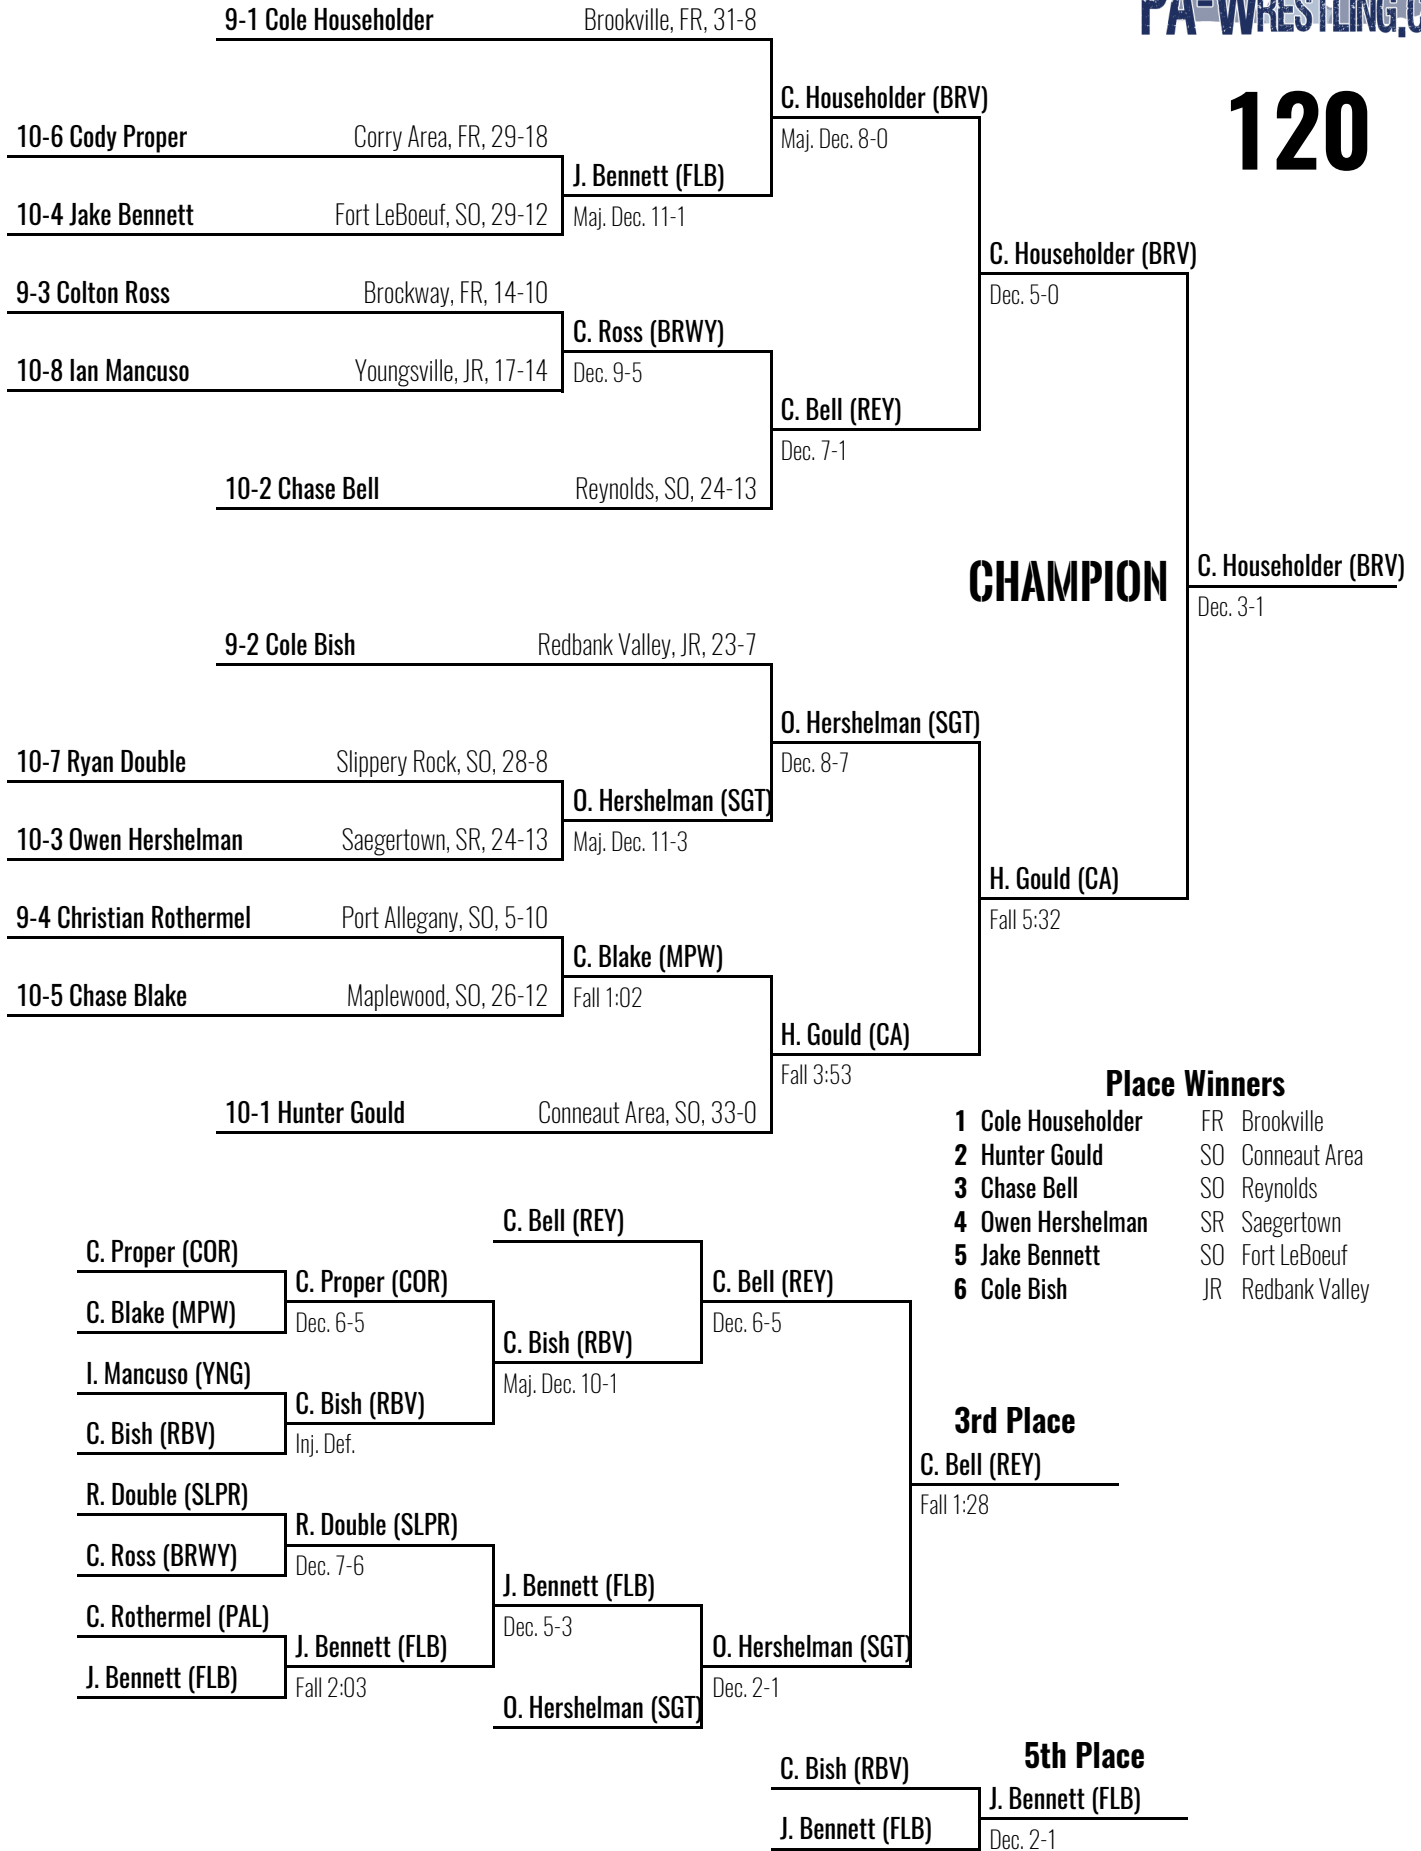 PA-WRESTLING.C
120
9-1 Cole Householder Brookville, FR, 31-8
C. Householder (BRV)
Maj. Dec. 8-0
10-6 Cody Proper Corry Area, FR, 29-18
J. Bennett (FLB)
Maj. Dec. 11-1
10-4 Jake Bennett Fort LeBoeuf, SO, 29-12
C. Householder (BRV)
Dec. 5-0
9-3 Colton Ross Brockway, FR, 14-10
C. Ross (BRWY)
Dec. 9-5
10-8 Ian Mancuso Youngsville, JR, 17-14
C. Bell (REY)
Dec. 7-1
10-2 Chase Bell Reynolds, SO, 24-13
CHAMPION
C. Householder (BRV)
Dec. 3-1
9-2 Cole Bish Redbank Valley, JR, 23-7
O. Hershelman (SGT)
Dec. 8-7
10-7 Ryan Double Slippery Rock, SO, 28-8
O. Hershelman (SGT)
Maj. Dec. 11-3
10-3 Owen Hershelman Saegertown, SR, 24-13
H. Gould (CA)
Fall 5:32
9-4 Christian Rothermel Port Allegany, SO, 5-10
C. Blake (MPW)
Fall 1:02
10-5 Chase Blake Maplewood, SO, 26-12
H. Gould (CA)
Fall 3:53
10-1 Hunter Gould Conneaut Area, SO, 33-0
Place Winners
1 Cole Householder FR Brookville
2 Hunter Gould SO Conneaut Area
3 Chase Bell SO Reynolds
4 Owen Hershelman SR Saegertown
5 Jake Bennett SO Fort LeBoeuf
6 Cole Bish JR Redbank Valley
C. Bell (REY)
C. Proper (COR)
C. Proper (COR)
Dec. 6-5
C. Blake (MPW)
C. Bell (REY)
Dec. 6-5
C. Bish (RBV)
Maj. Dec. 10-1
I. Mancuso (YNG)
C. Bish (RBV)
Inj. Def.
C. Bish (RBV)
3rd Place
C. Bell (REY)
Fall 1:28
R. Double (SLPR)
R. Double (SLPR)
Dec. 7-6
C. Ross (BRWY)
J. Bennett (FLB)
Dec. 5-3
C. Rothermel (PAL)
J. Bennett (FLB)
Fall 2:03
J. Bennett (FLB)
O. Hershelman (SGT)
Dec. 2-1
O. Hershelman (SGT)
5th Place
C. Bish (RBV)
J. Bennett (FLB)
Dec. 2-1
J. Bennett (FLB)